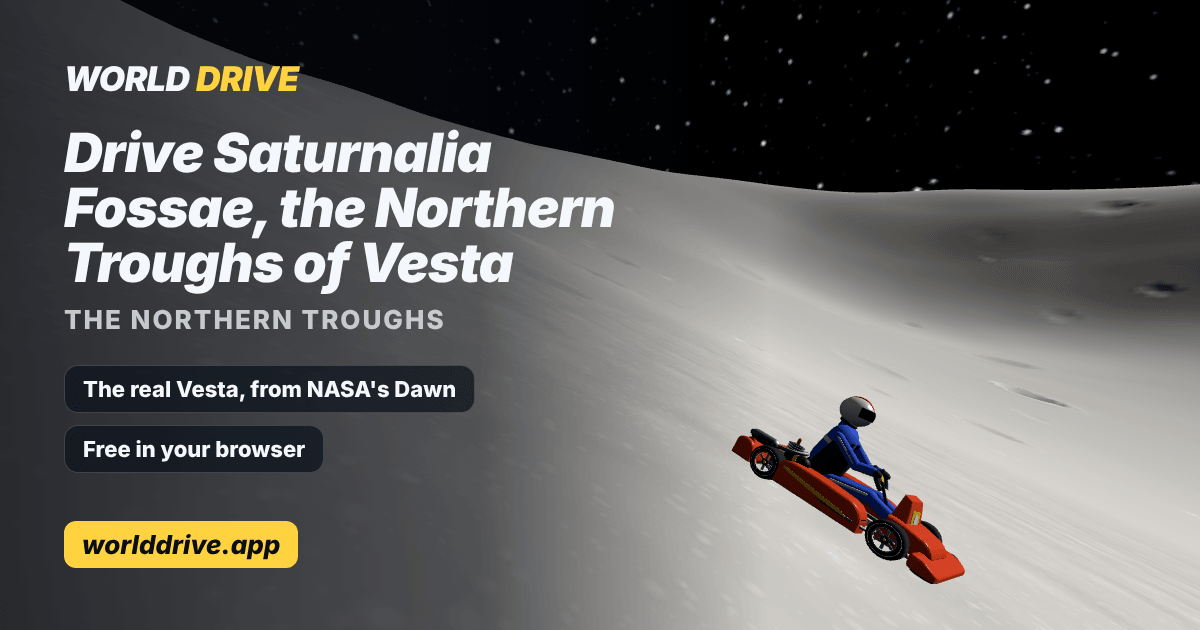 WORLD DRIVE
Drive Saturnalia
Fossae, the Northern
Troughs of Vesta
THE NORTHERN TROUGHS
The real Vesta, from NASA's Dawn
Free in your browser
worlddrive.app